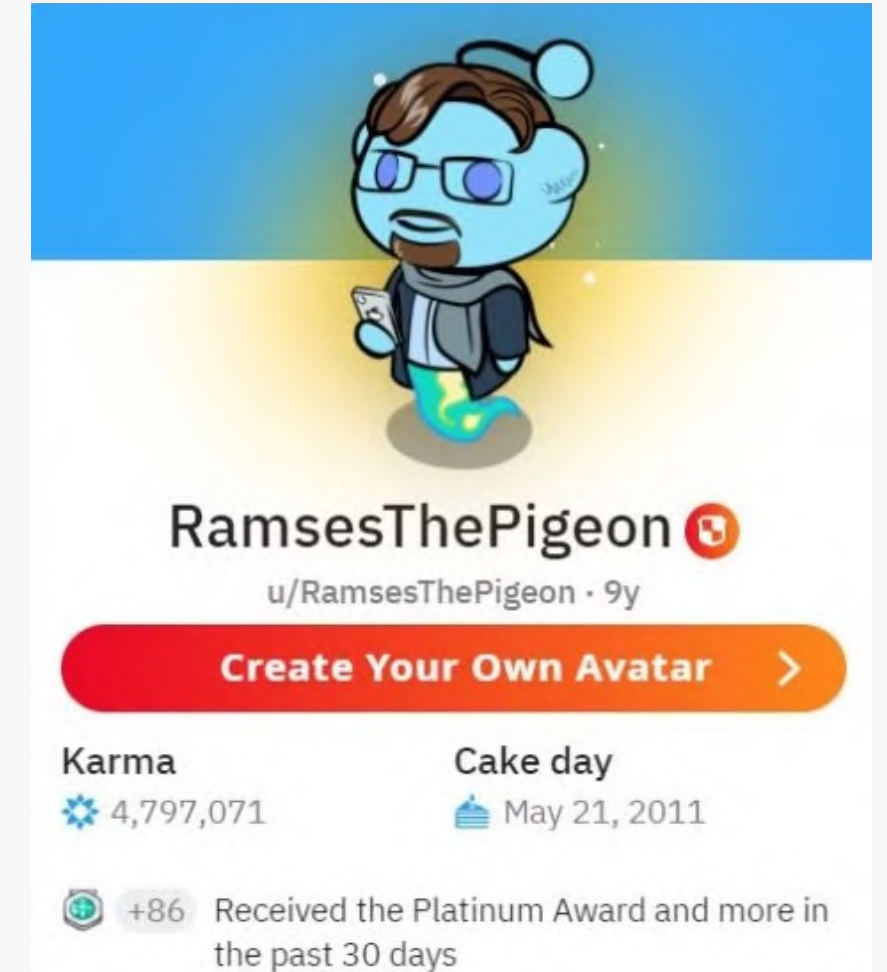 RamsesThePigeon
u/RamsesThePigeon · 9y
Create Your Own Avatar
Karma
Cake day
4,797,071
May 21, 2011
+86 Received the Platinum Award and more in
the past 30 days